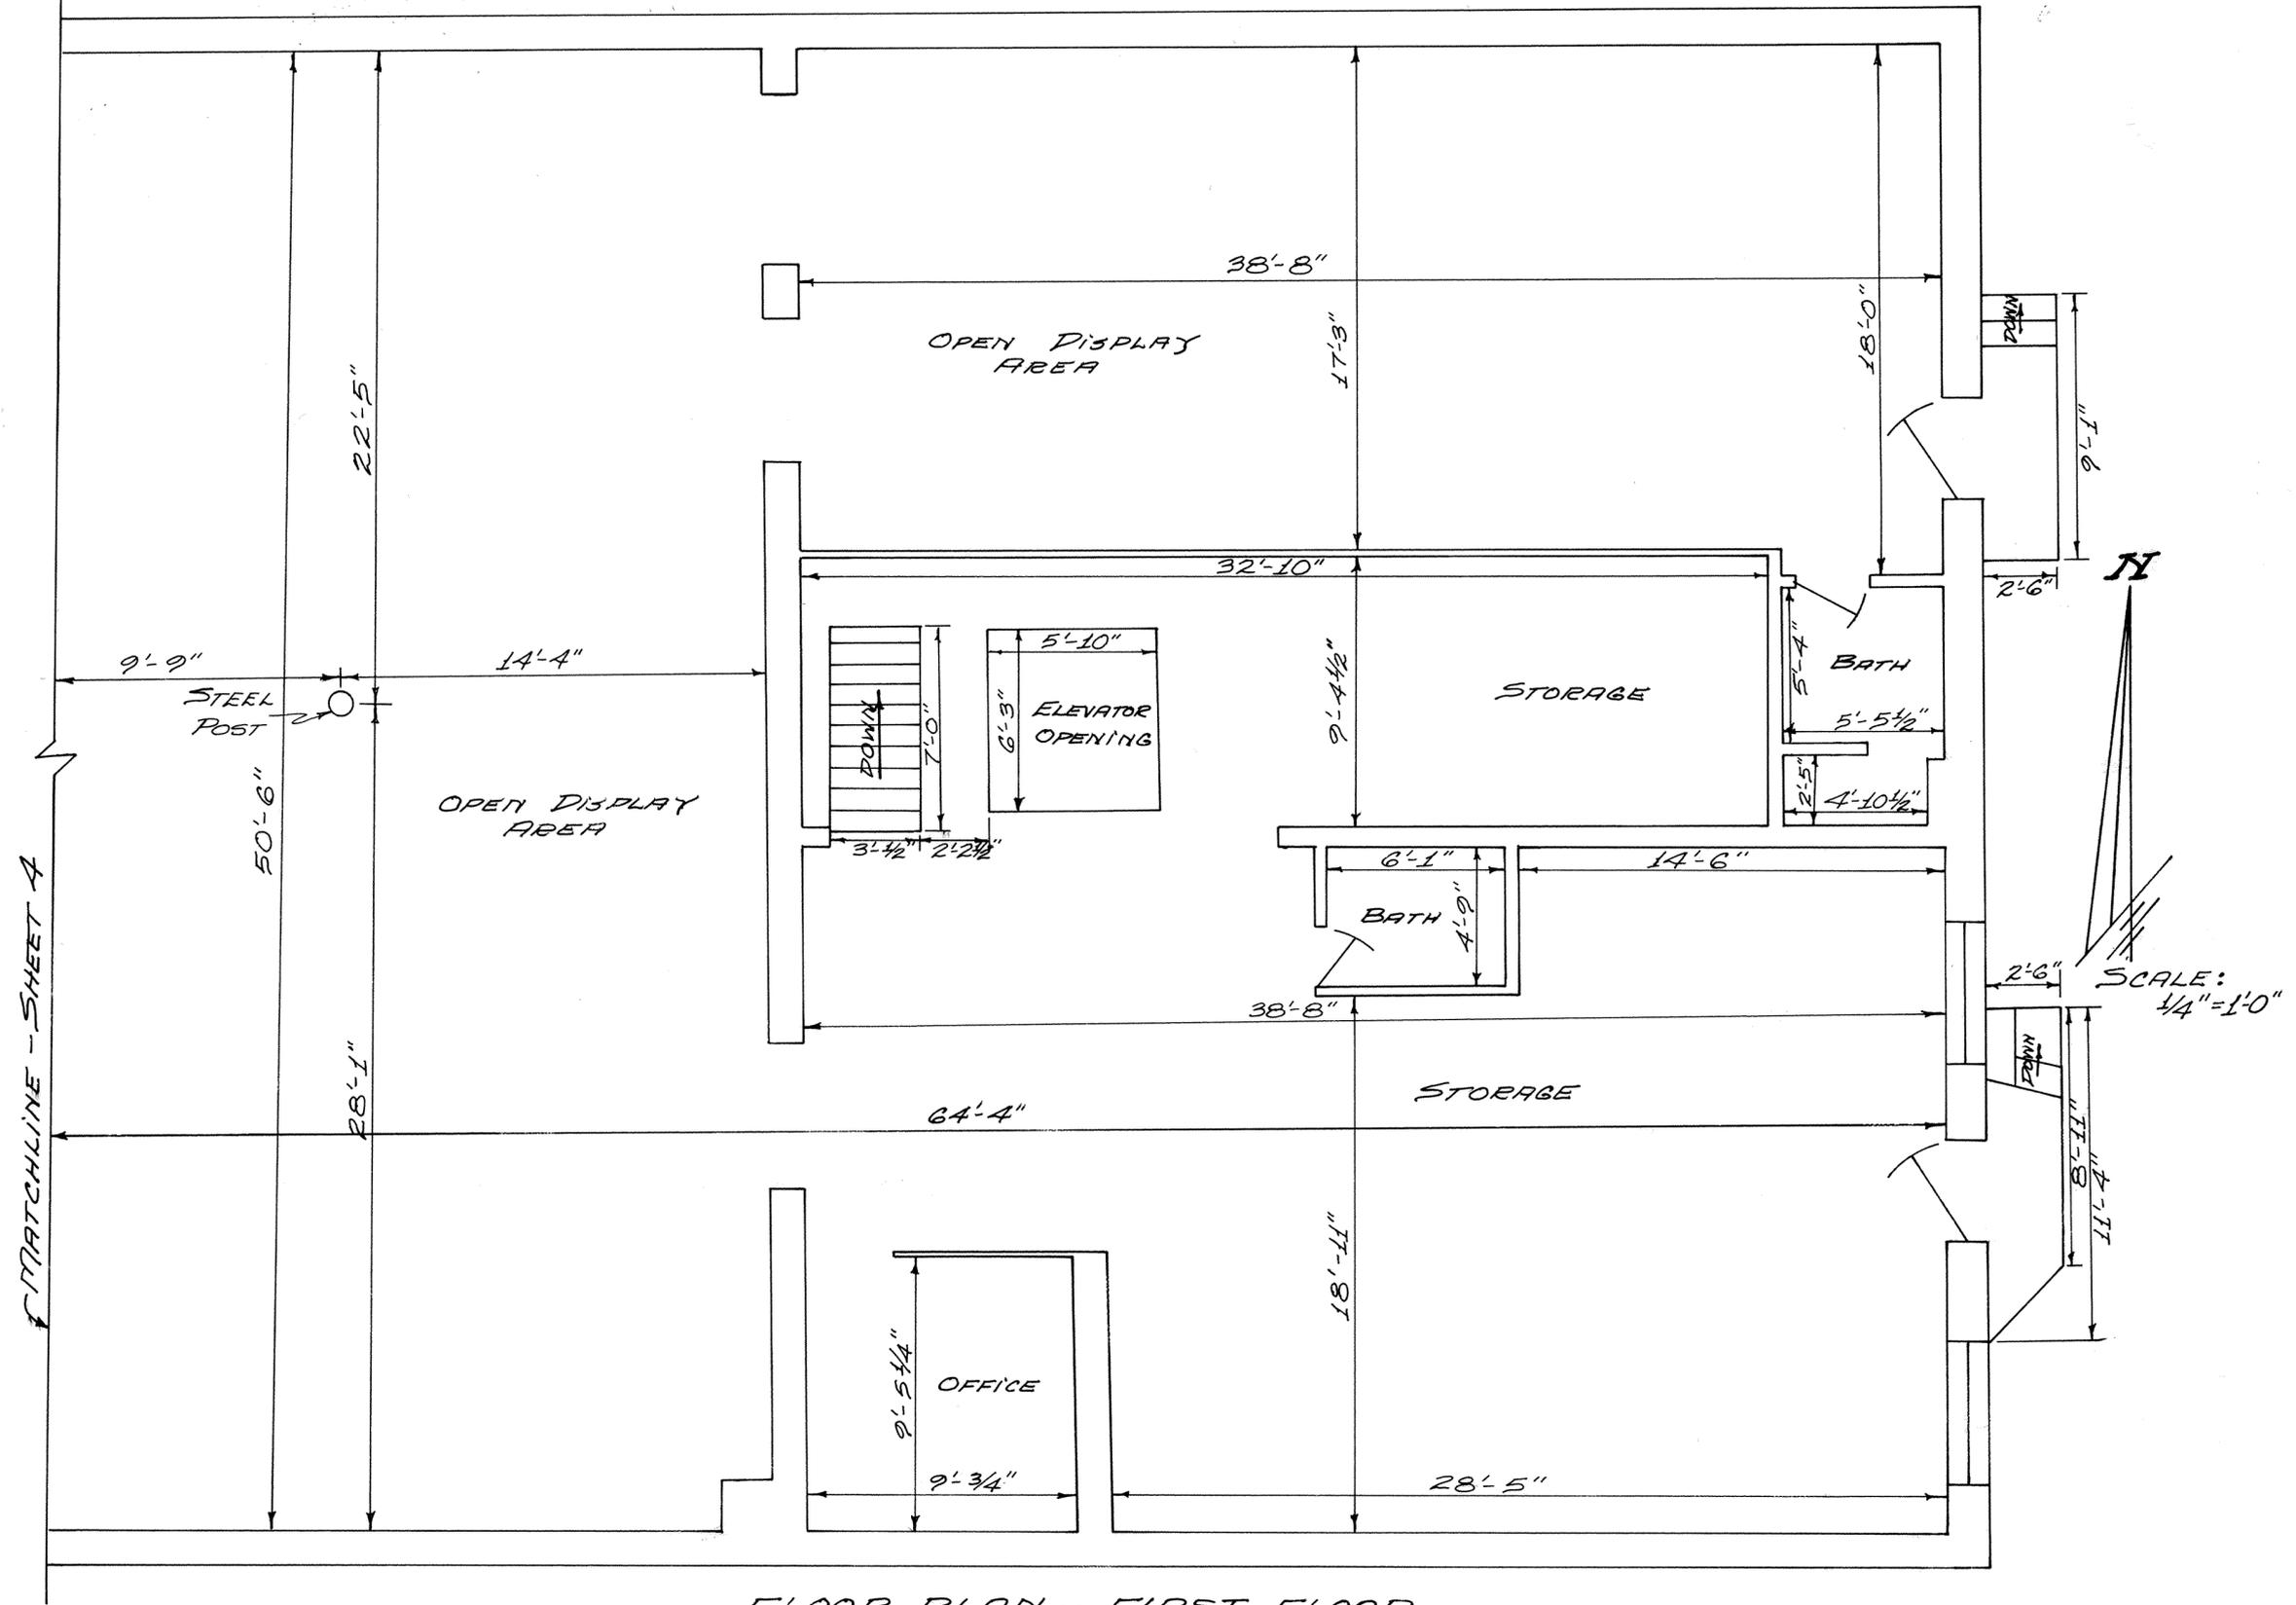 38'-8"
OPEN DISPLAY
AREA
17'-3"
18'-0"
DOWN
9'-1"
2'-6"
22'-5"
50'-6"
9'-9"
14'-4"
STEEL
POST
OPEN DISPLAY
AREA
28'-1"
MATCHLINE - SHEET 4
32'-10"
DOWN
7'-0"
3'-½"
2'-2½"
5'-10"
6'-3"
ELEVATOR
OPENING
9'-4½"
STORAGE
5'-4"
BATH
5'-5½"
2'-5"
4'-10½"
N
SCALE:
1/4"=1'-0"
6'-1"
14'-6"
BATH
4'-9"
38'-8"
2'-6"
DOWN
8'-11"
11'-4"
STORAGE
64'-4"
18'-11"
9'-5¼"
OFFICE
9'-¾"
28'-5"
FLOOR PLAN - FIRST FLOOR